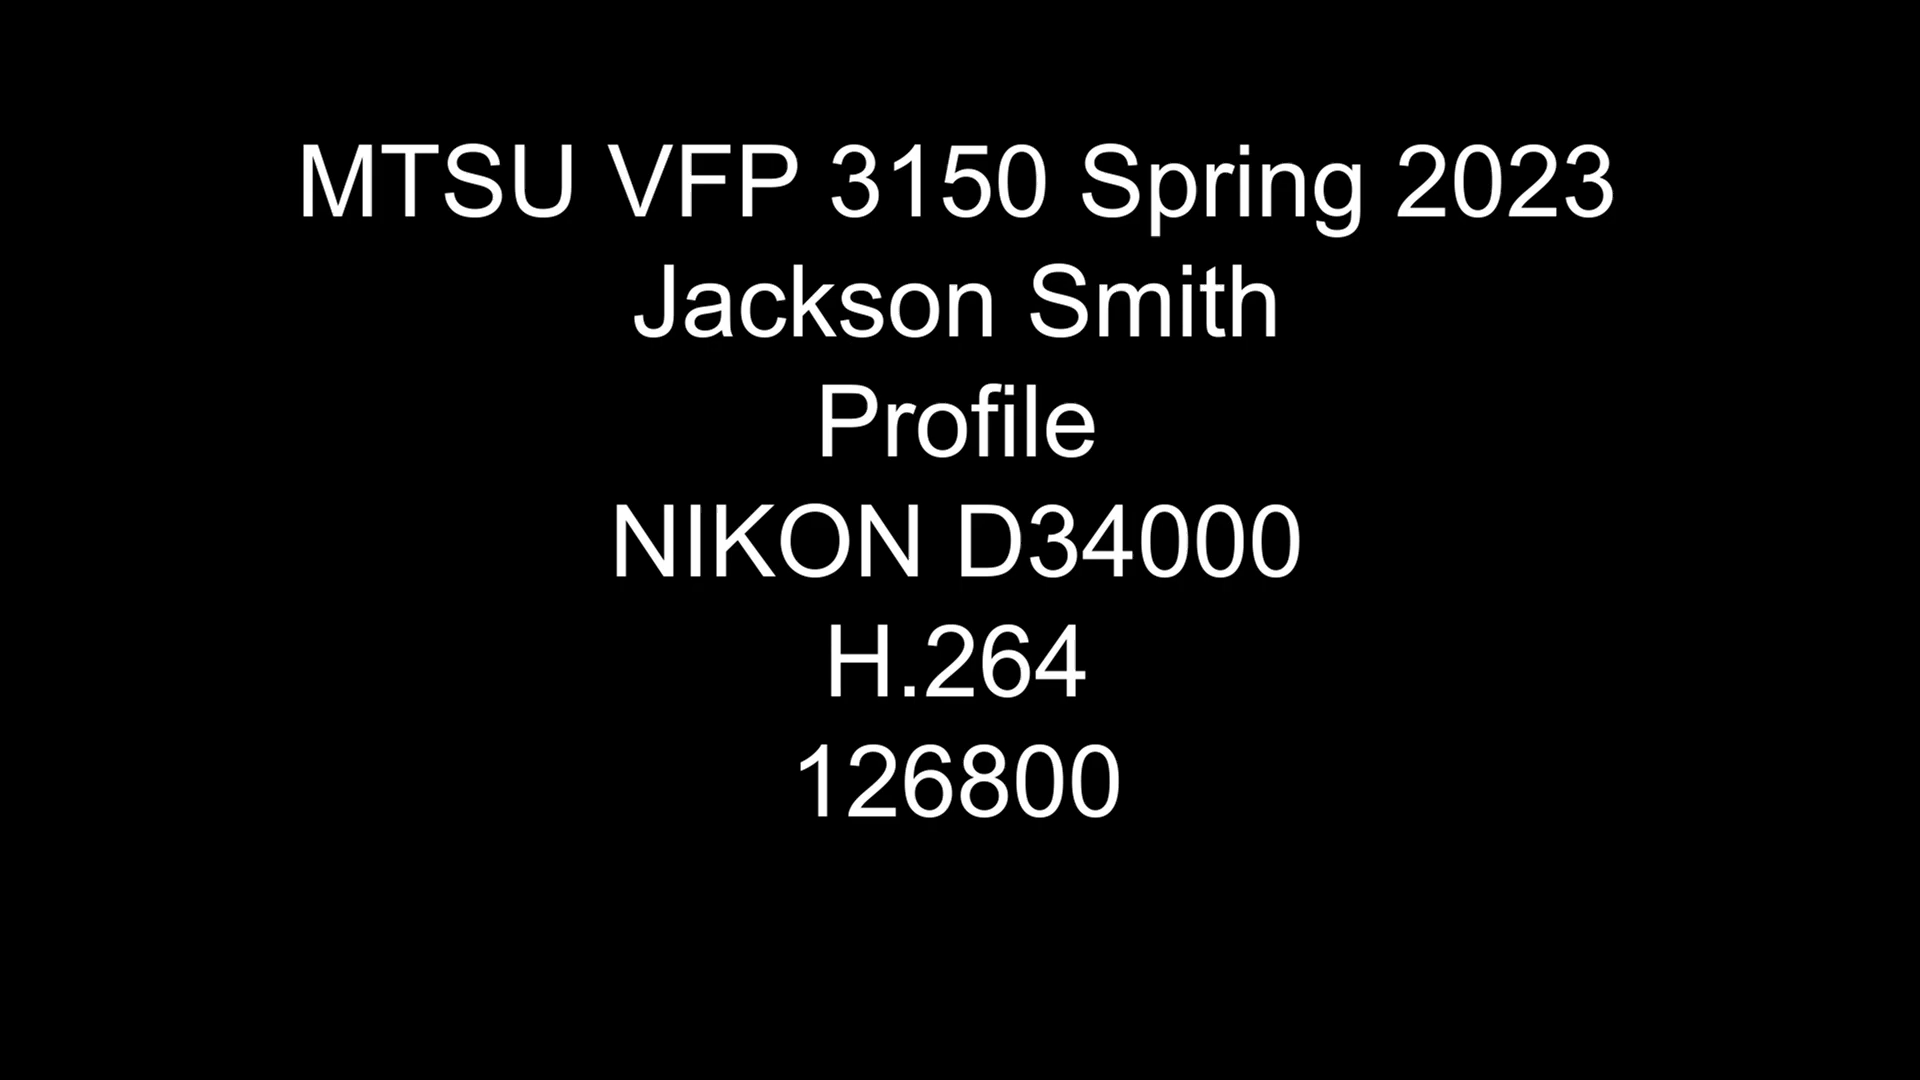 MTSU VFP 3150 Spring 2023
Jackson Smith
Profile
NIKON D34000
H.264
126800